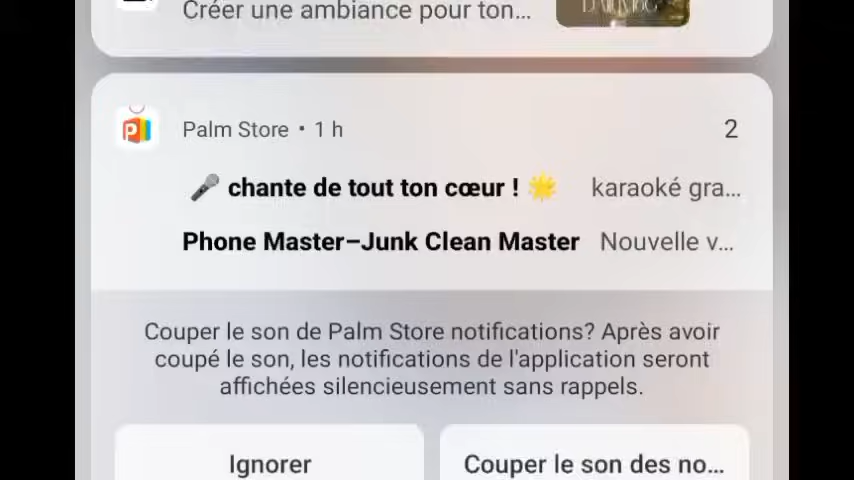 Créer une ambiance pour ton...
Palm Store • 1 h
2
🎤 chante de tout ton cœur ! 🌟 karaoké gra...
Phone Master–Junk Clean Master Nouvelle v...
Couper le son de Palm Store notifications? Après avoir
coupé le son, les notifications de l'application seront
affichées silencieusement sans rappels.
Ignorer
Couper le son des no...